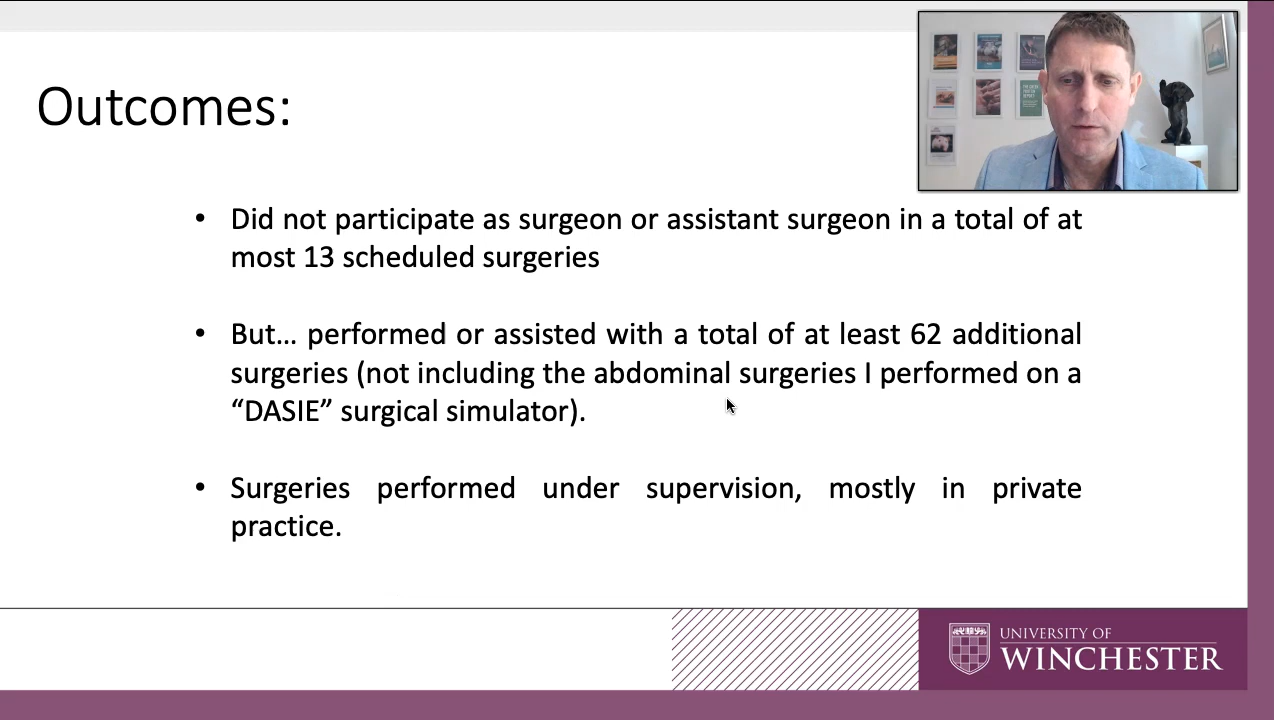 Outcomes:
• Did not participate as surgeon or assistant surgeon in a total of at
most 13 scheduled surgeries
• But… performed or assisted with a total of at least 62 additional
surgeries (not including the abdominal surgeries I performed on a
“DASIE” surgical simulator).
• Surgeries performed under supervision, mostly in private
practice.
UNIVERSITY OF
WINCHESTER